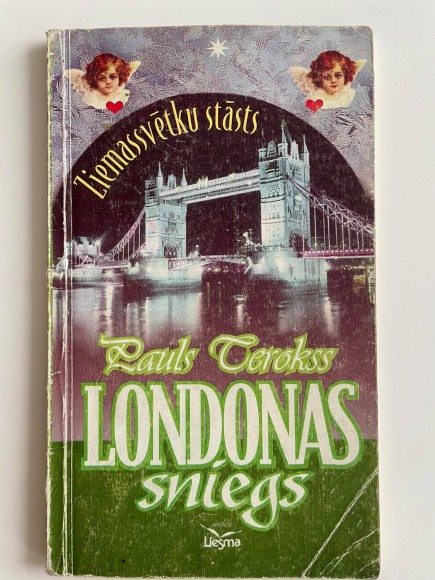 Ziemassvētku stāsts
Pauls Terokss
LONDONAS
sniegs
Liesma